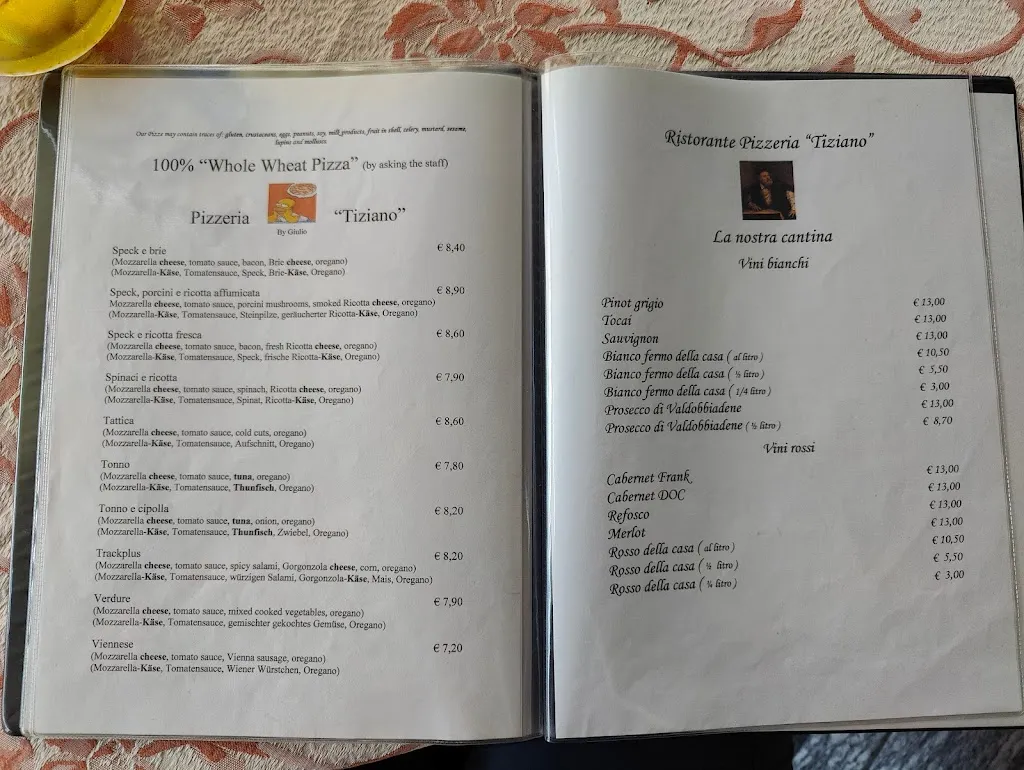 Our Pizza may contain traces of: gluten, crustaceans, eggs, peanuts, soy, milk products, fruit in shell, celery, mustard, sesame,
lupins and molluscs
100% “Whole Wheat Pizza” (by asking the staff)
Pizzeria “Tiziano”
By Giulio
Speck e brie € 8,40
(Mozzarella cheese, tomato sauce, bacon, Brie cheese, oregano)
(Mozzarella-Käse, Tomatensauce, Speck, Brie-Käse, Oregano)
Speck, porcini e ricotta affumicata € 8,90
Mozzarella cheese, tomato sauce, porcini mushrooms, smoked Ricotta cheese, oregano)
(Mozzarella-Käse, Tomatensauce, Steinpilze, geräucherter Ricotta-Käse, Oregano)
Speck e ricotta fresca € 8,60
(Mozzarella cheese, tomato sauce, bacon, fresh Ricotta cheese, oregano)
(Mozzarella-Käse, Tomatensauce, Speck, frische Ricotta-Käse, Oregano)
Spinaci e ricotta € 7,90
(Mozzarella cheese, tomato sauce, spinach, Ricotta cheese, oregano)
(Mozzarella-Käse, Tomatensauce, Spinat, Ricotta-Käse, Oregano)
Tattica € 8,60
(Mozzarella cheese, tomato sauce, cold cuts, oregano)
(Mozzarella-Käse, Tomatensauce, Aufschnitt, Oregano)
Tonno € 7,80
(Mozzarella cheese, tomato sauce, tuna, oregano)
(Mozzarella-Käse, Tomatensauce, Thunfisch, Oregano)
Tonno e cipolla € 8,20
(Mozzarella cheese, tomato sauce, tuna, onion, oregano)
(Mozzarella-Käse, Tomatensauce, Thunfisch, Zwiebel, Oregano)
Trackplus € 8,20
(Mozzarella cheese, tomato sauce, spicy salami, Gorgonzola cheese, corn, oregano)
(Mozzarella-Käse, Tomatensauce, würzigen Salami, Gorgonzola-Käse, Mais, Oregano)
Verdure € 7,90
(Mozzarella cheese, tomato sauce, mixed cooked vegetables, oregano)
(Mozzarella-Käse, Tomatensauce, gemischter gekochtes Gemüse, Oregano)
Viennese € 7,20
(Mozzarella cheese, tomato sauce, Vienna sausage, oregano)
(Mozzarella-Käse, Tomatensauce, Wiener Würstchen, Oregano)
Ristorante Pizzeria “Tiziano”
La nostra cantina
Vini bianchi
Pinot grigio € 13,00
Tocai € 13,00
Sauvignon € 13,00
Bianco fermo della casa ( al litro ) € 10,50
Bianco fermo della casa ( ½ litro ) € 5,50
Bianco fermo della casa ( 1/4 litro ) € 3,00
Prosecco di Valdobbiadene € 13,00
Prosecco di Valdobbiadene ( ½ litro ) € 8,70
Vini rossi
Cabernet Frank € 13,00
Cabernet DOC € 13,00
Refosco € 13,00
Merlot € 13,00
Rosso della casa ( al litro ) € 10,50
Rosso della casa ( ½ litro ) € 5,50
Rosso della casa ( ¼ litro ) € 3,00